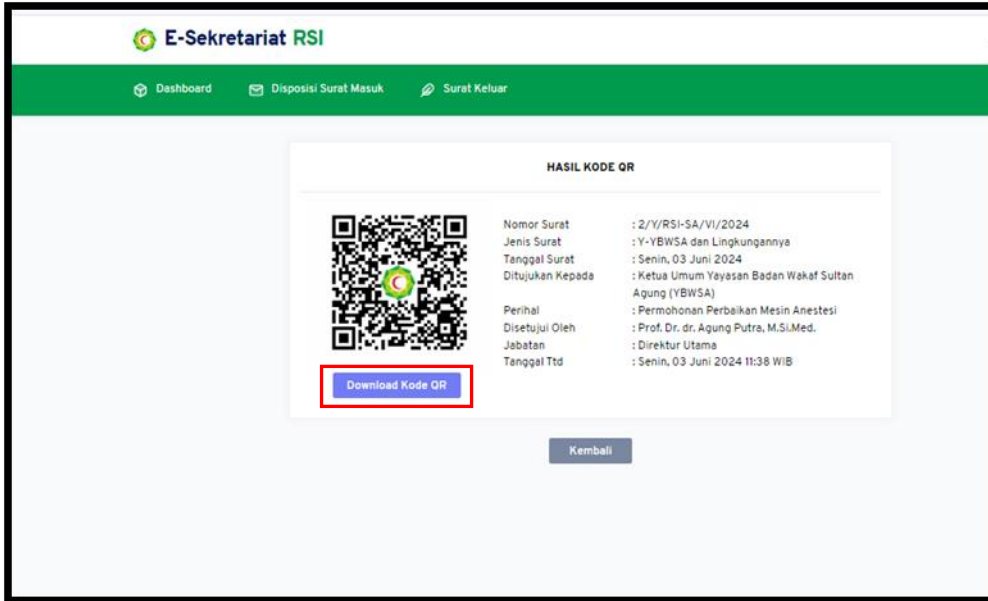 E-Sekretariat RSI
Dashboard Disposisi Surat Masuk Surat Keluar
HASIL KODE QR
Nomor Surat : 2/Y/RSI-SA/VI/2024
Jenis Surat : Y-YBWSA dan Lingkungannya
Tanggal Surat : Senin, 03 Juni 2024
Ditujukan Kepada : Ketua Umum Yayasan Badan Wakaf Sultan
Agung (YBWSA)
Perihal : Permohonan Perbaikan Mesin Anestesi
Disetujui Oleh : Prof. Dr. dr. Agung Putra, M.Si.Med.
Jabatan : Direktur Utama
Tanggal Ttd : Senin, 03 Juni 2024 11:38 WIB
Download Kode QR
Kembali